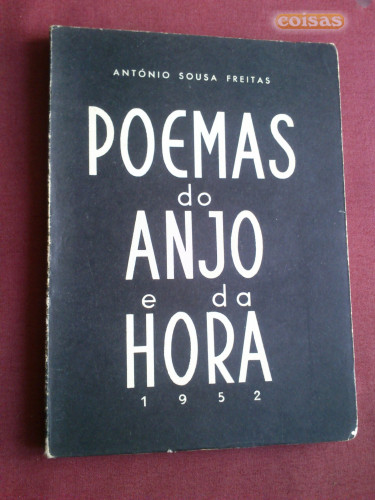 coisas
ANTÓNIO SOUSA FREITAS
POEMAS
do
ANJO
e da
HORA
1952